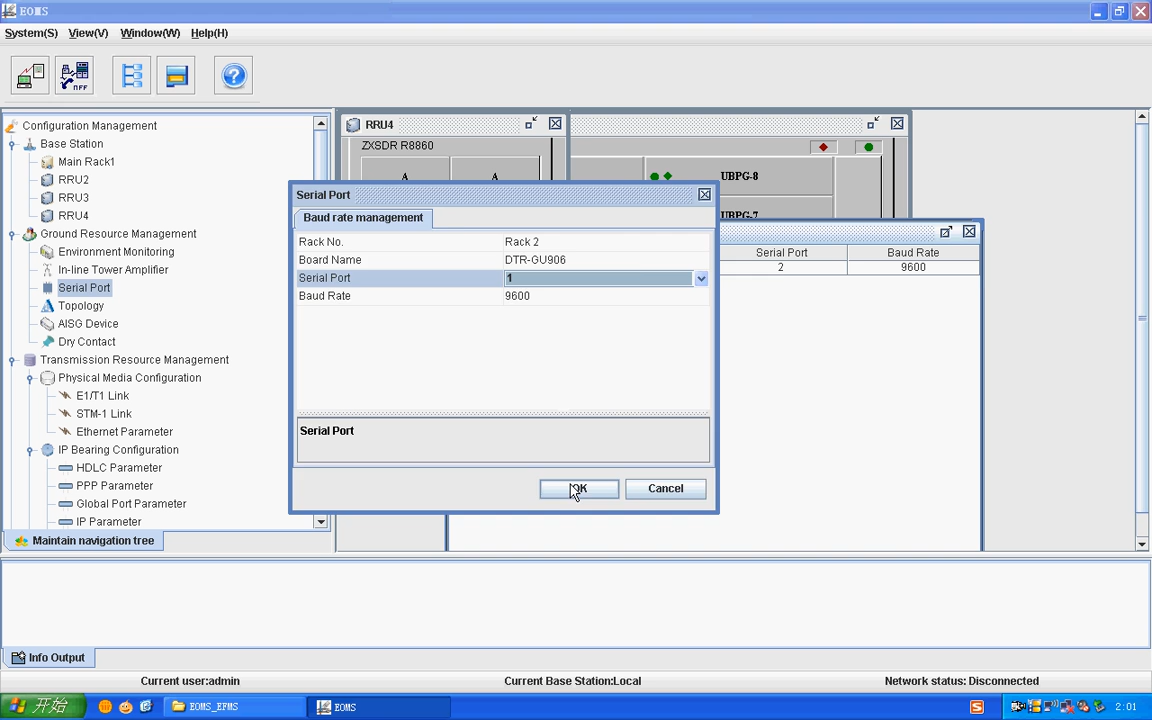 EOMS
System(S) View(V) Window(W) Help(H)
OFF
Configuration Management
Base Station
Main Rack1
RRU2
RRU3
RRU4
Ground Resource Management
Environment Monitoring
In-line Tower Amplifier
Serial Port
Topology
AISG Device
Dry Contact
Transmission Resource Management
Physical Media Configuration
E1/T1 Link
STM-1 Link
Ethernet Parameter
IP Bearing Configuration
HDLC Parameter
PPP Parameter
Global Port Parameter
IP Parameter
Maintain navigation tree
RRU4
ZXSDR R8860
A A
UBPG-8
UBPG-7
Serial Port Baud Rate
2 9600
Serial Port
Baud rate management
Rack No. Rack 2
Board Name DTR-GU906
Serial Port 1
Baud Rate 9600
Serial Port
OK Cancel
Info Output
Current user:admin Current Base Station:Local Network status: Disconnected
开始 EOMS_EFMS EOMS 2:01